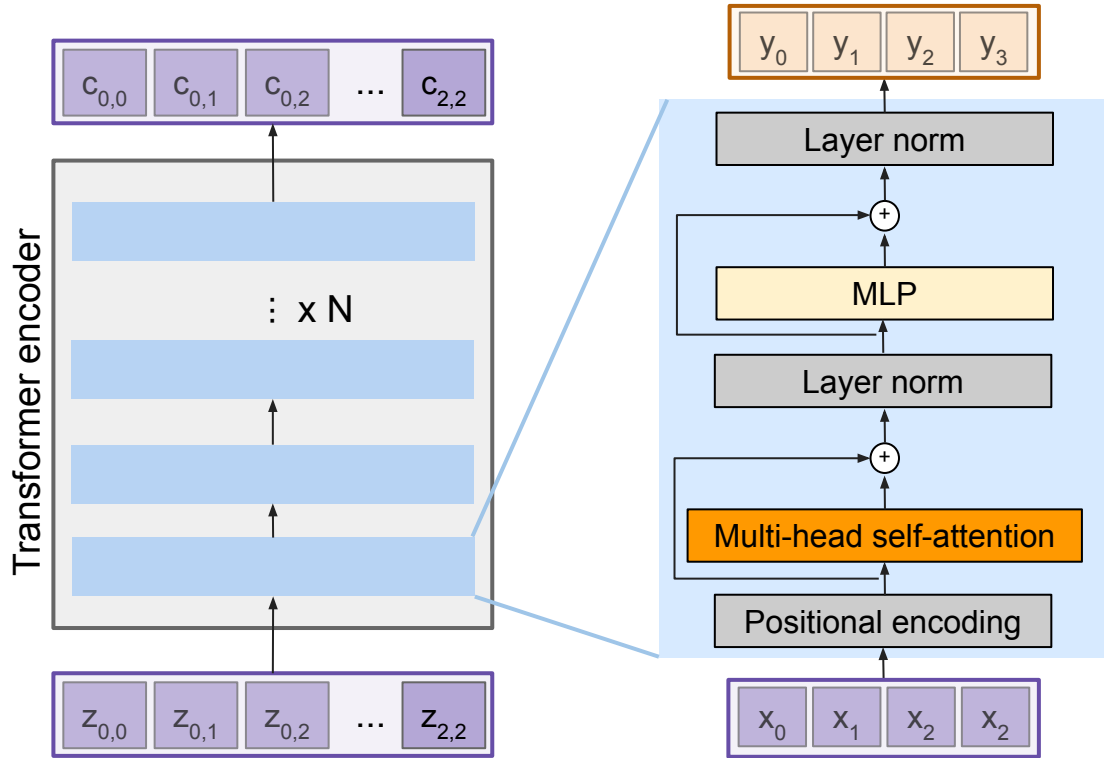 c0,0 c0,1 c0,2 ... c2,2
Transformer encoder
⋮ x N
z0,0 z0,1 z0,2 ... z2,2
y0 y1 y2 y3
Layer norm
+
MLP
Layer norm
+
Multi-head self-attention
Positional encoding
x0 x1 x2 x2